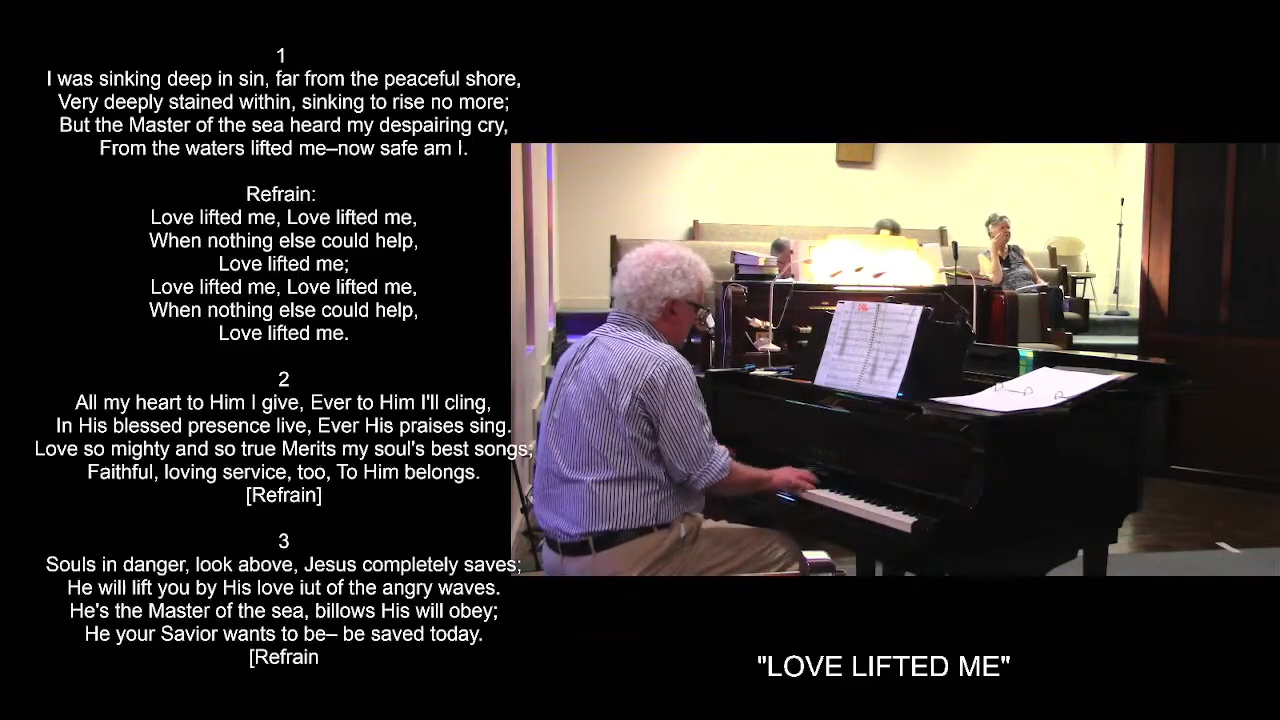 1
I was sinking deep in sin, far from the peaceful shore,
Very deeply stained within, sinking to rise no more;
But the Master of the sea heard my despairing cry,
From the waters lifted me–now safe am I.
Refrain:
Love lifted me, Love lifted me,
When nothing else could help,
Love lifted me;
Love lifted me, Love lifted me,
When nothing else could help,
Love lifted me.
2
All my heart to Him I give, Ever to Him I'll cling,
In His blessed presence live, Ever His praises sing.
Love so mighty and so true Merits my soul's best songs;
Faithful, loving service, too, To Him belongs.
[Refrain]
3
Souls in danger, look above, Jesus completely saves;
He will lift you by His love iut of the angry waves.
He's the Master of the sea, billows His will obey;
He your Savior wants to be– be saved today.
[Refrain
"LOVE LIFTED ME"